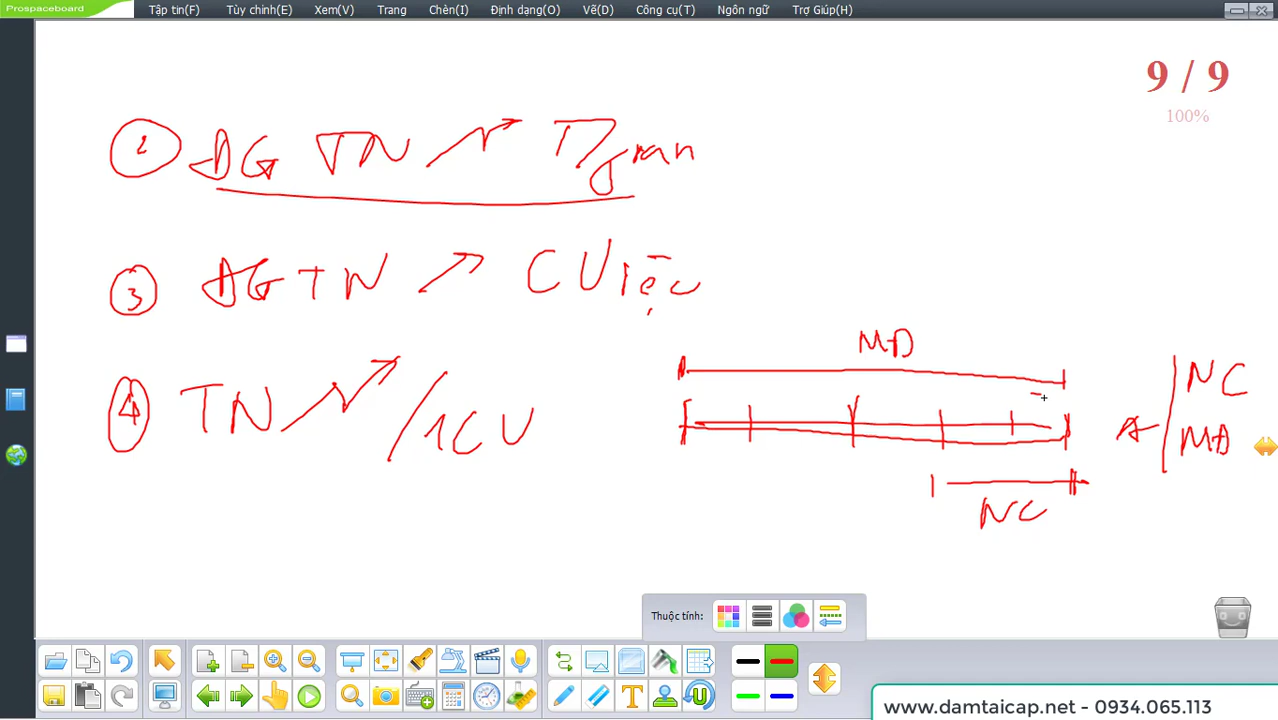 Prospaceboard
Tập tin(F) Tùy chỉnh(E) Xem(V) Trang Chèn(I) Định dạng(O) Vẽ(D) Công cụ(T) Ngôn ngữ Trợ Giúp(H)
9 / 9
100%
2 ĐG TN T/gian
3 ĐG TN C Việc
MĐ
4 TN /1CV
NC
MĐ
NC
Thuộc tính:
www.damtaicap.net - 0934.065.113